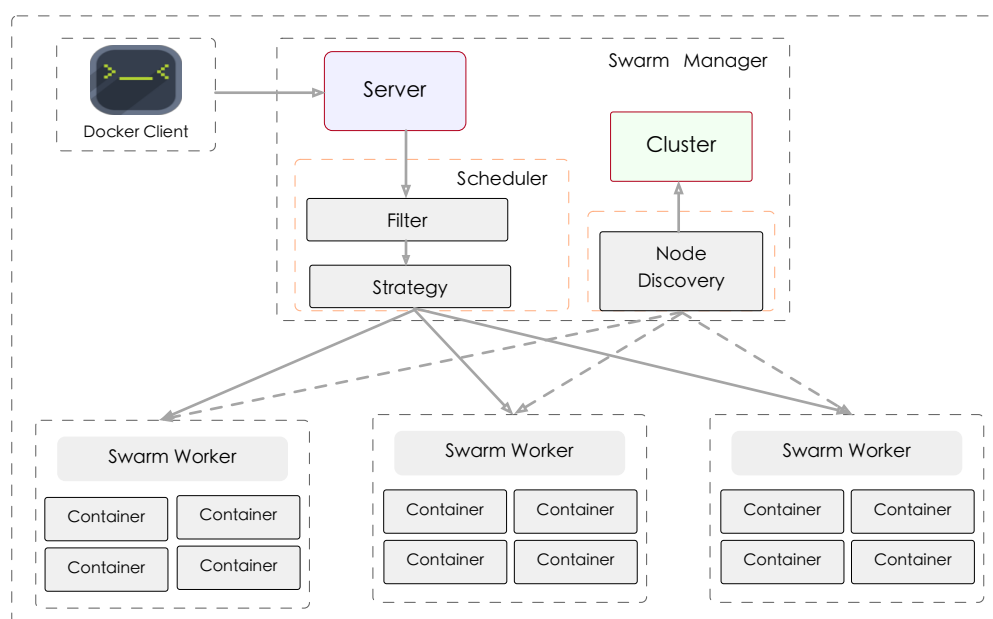 Swarm Manager
Server
Docker Client
Cluster
Scheduler
Filter
Node
Discovery
Strategy
Swarm Worker
Container Container
Container Container
Swarm Worker
Container Container
Container Container
Swarm Worker
Container Container
Container Container